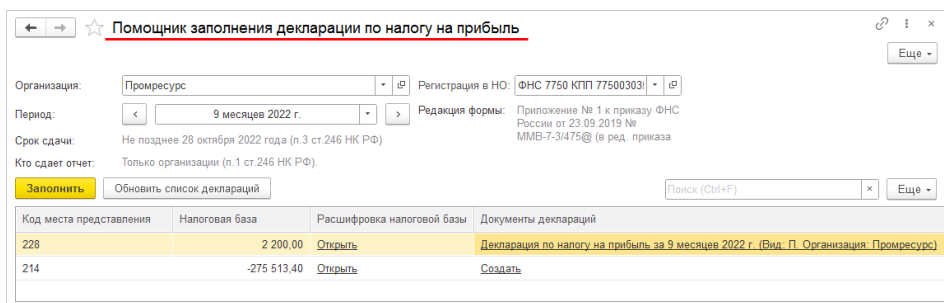 Помощник заполнения декларации по налогу на прибыль
Еще
Организация: Промресурс Регистрация в НО: ФНС 7750 КПП 77500303
Период: 9 месяцев 2022 г. Редакция формы: Приложение № 1 к приказу ФНС
России от 23.09.2019 №
ММВ-7-3/475@ (в ред. приказа
Срок сдачи: Не позднее 28 октября 2022 года (п.3 ст.246 НК РФ)
Кто сдает отчет: Только организации (п.1 ст.246 НК РФ).
Заполнить Обновить список деклараций Поиск (Ctrl+F) × Еще
Код места представления Налоговая база Расшифровка налоговой базы Документы деклараций
228 2 200,00 Открыть Декларация по налогу на прибыль за 9 месяцев 2022 г. (Вид: П. Организация: Промресурс)
214 -275 513,40 Открыть Создать